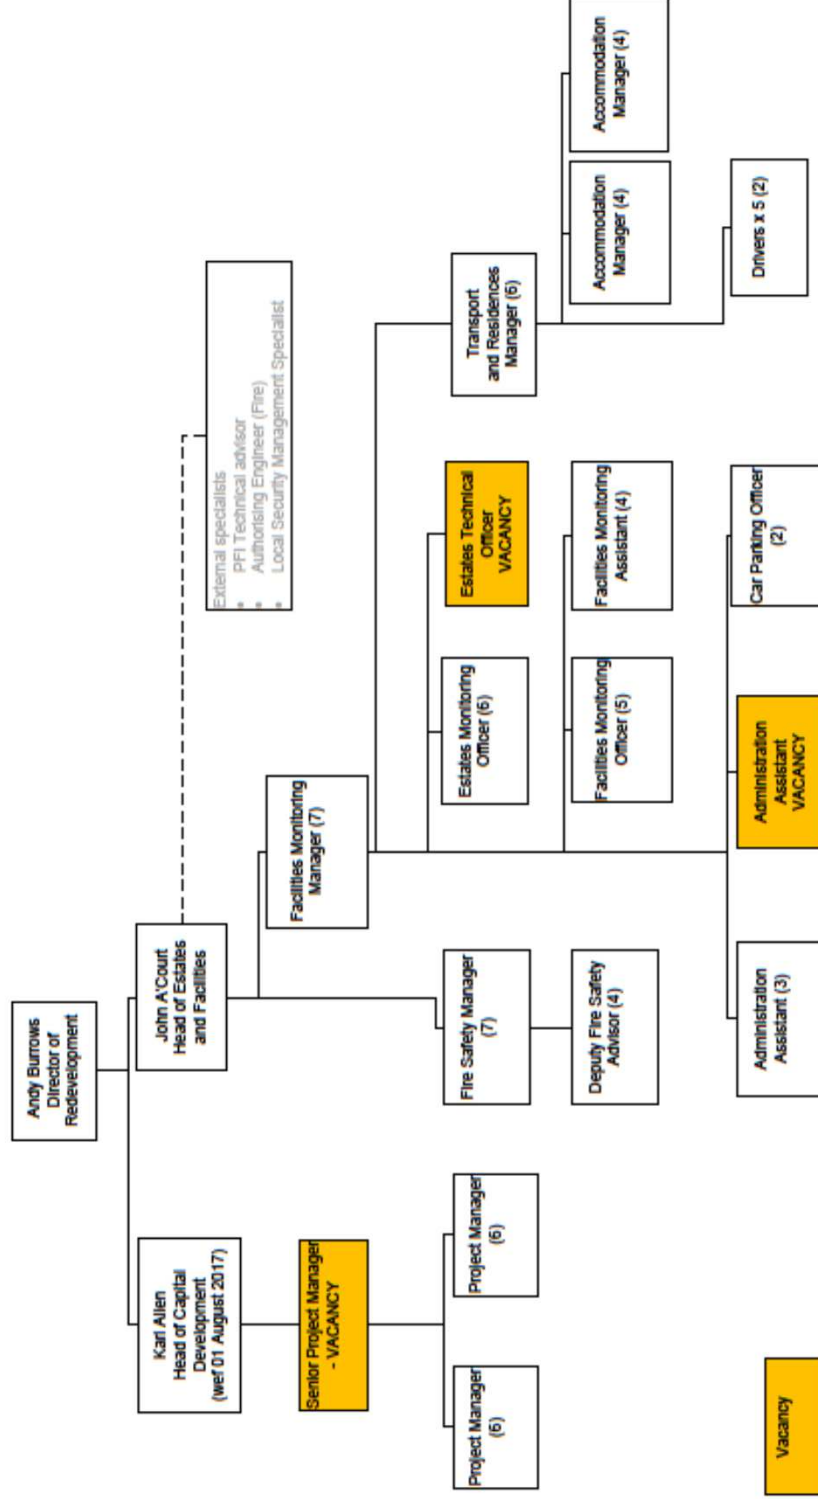 Andy Burrows
Director of
Redevelopment
Karl Allen
Head of Capital
Development
(wef 01 August 2017)
John A'Court
Head of Estates
and Facilities
External specialists
• PFI Technical advisor
• Authorising Engineer (Fire)
• Local Security Management Specialist
Senior Project Manager
- VACANCY
Facilities Monitoring
Manager (7)
Project Manager
(6)
Project Manager
(6)
Fire Safety Manager
(7)
Estates Monitoring
Officer (6)
Estates Technical
Officer
VACANCY
Transport
and Residences
Manager (6)
Deputy Fire Safety
Advisor (4)
Facilities Monitoring
Officer (5)
Facilities Monitoring
Assistant (4)
Accommodation
Manager (4)
Accommodation
Manager (4)
Vacancy
Administration
Assistant (3)
Administration
Assistant
VACANCY
Car Parking Officer
(2)
Drivers x 5 (2)